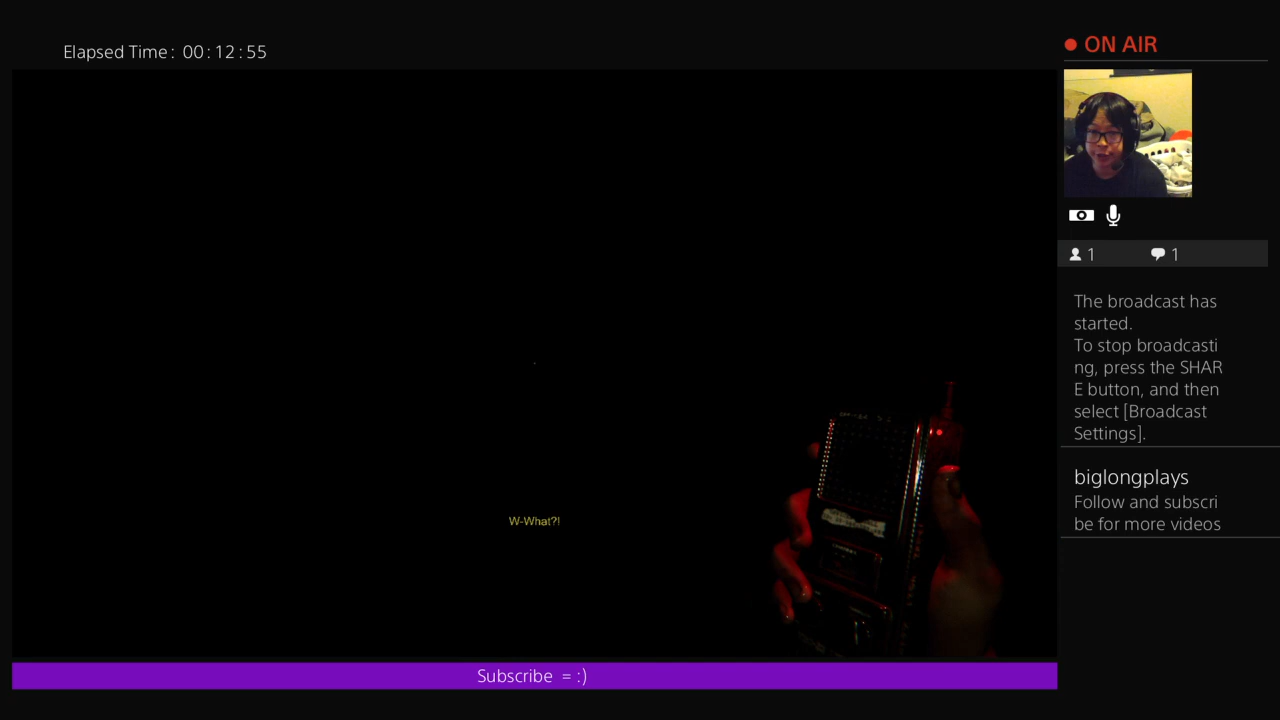 Elapsed Time: 00:12:55
ON AIR
1
1
The broadcast has
started.
To stop broadcasti
ng, press the SHAR
E button, and then
select [Broadcast
Settings].
biglongplays
Follow and subscri
be for more videos
W-What?!
Subscribe = :)